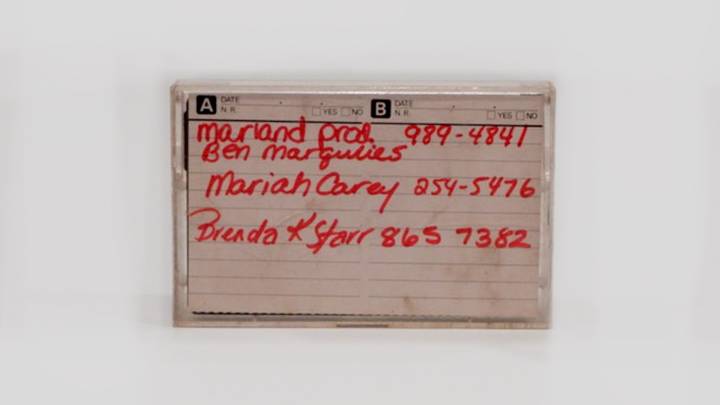 A DATE N.R. YES NO B DATE N.R. YES NO
Marland Prod. 989-4841
Ben Margulies
Mariah Carey 254-5476
Brenda K Starr 865 7382